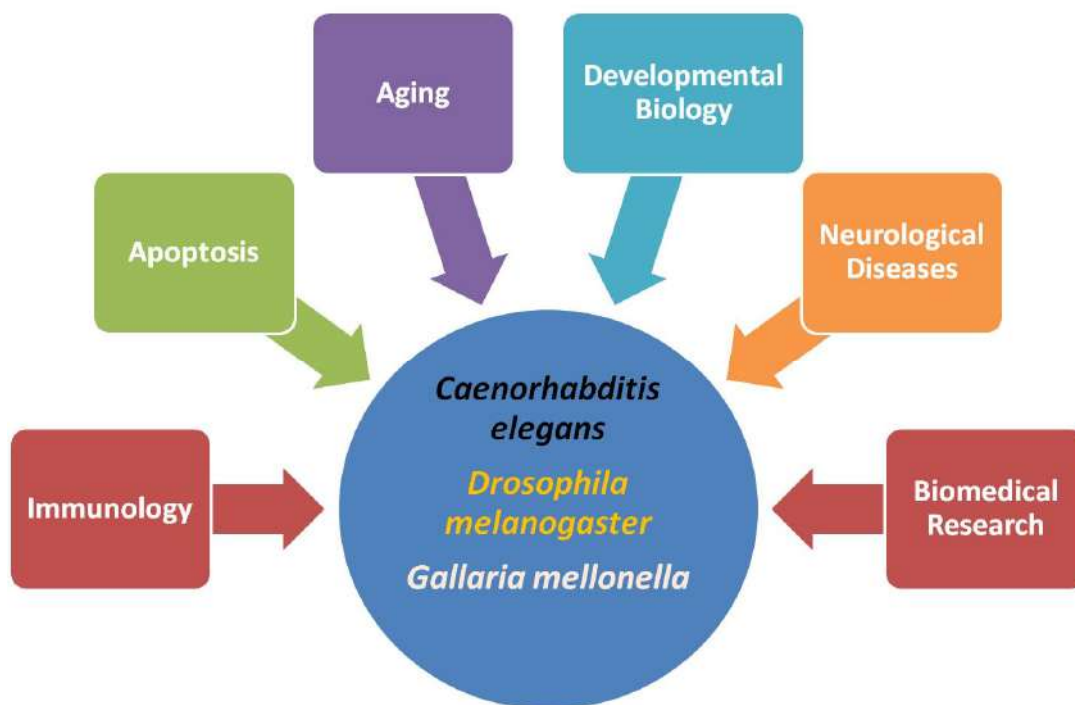 Aging
Developmental
Biology
Apoptosis
Neurological
Diseases
Immunology
Caenorhabditis
elegans
Drosophila
melanogaster
Gallaria mellonella
Biomedical
Research